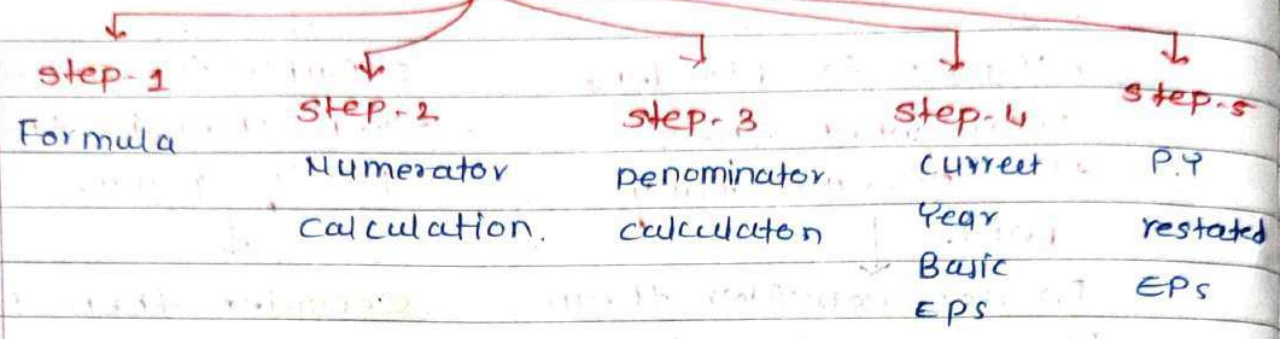 step-1
Formula
Step-2
Numerator
Calculation.
step-3
Denominator
calculaton
Step-4
Curreet
Year
Basic
EPS
step-5
P.Y
restated
EPS